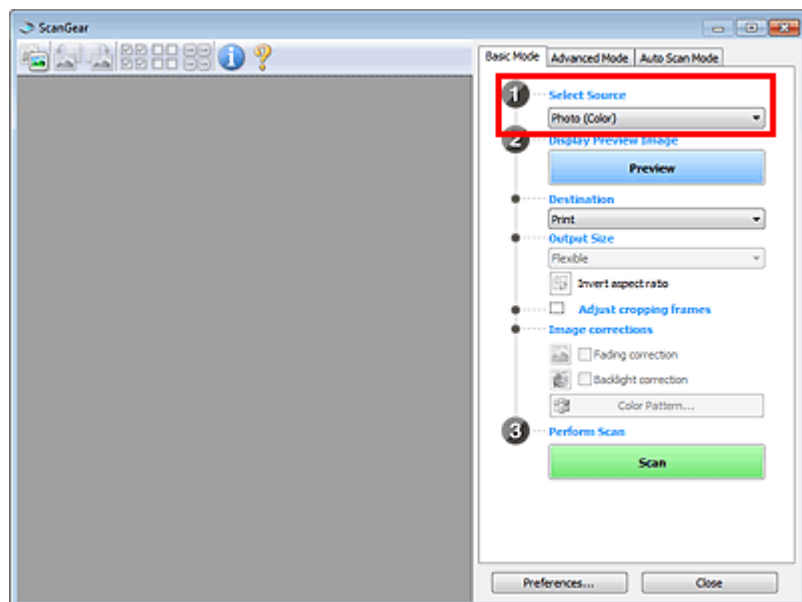 ScanGear
Basic Mode Advanced Mode Auto Scan Mode
1 Select Source
Photo (Color)
2 Display Preview Image
Preview
Destination
Print
Output Size
Flexible
Invert aspect ratio
Adjust cropping frames
Image corrections
Fading correction
Backlight correction
Color Pattern...
3 Perform Scan
Scan
Preferences... Close